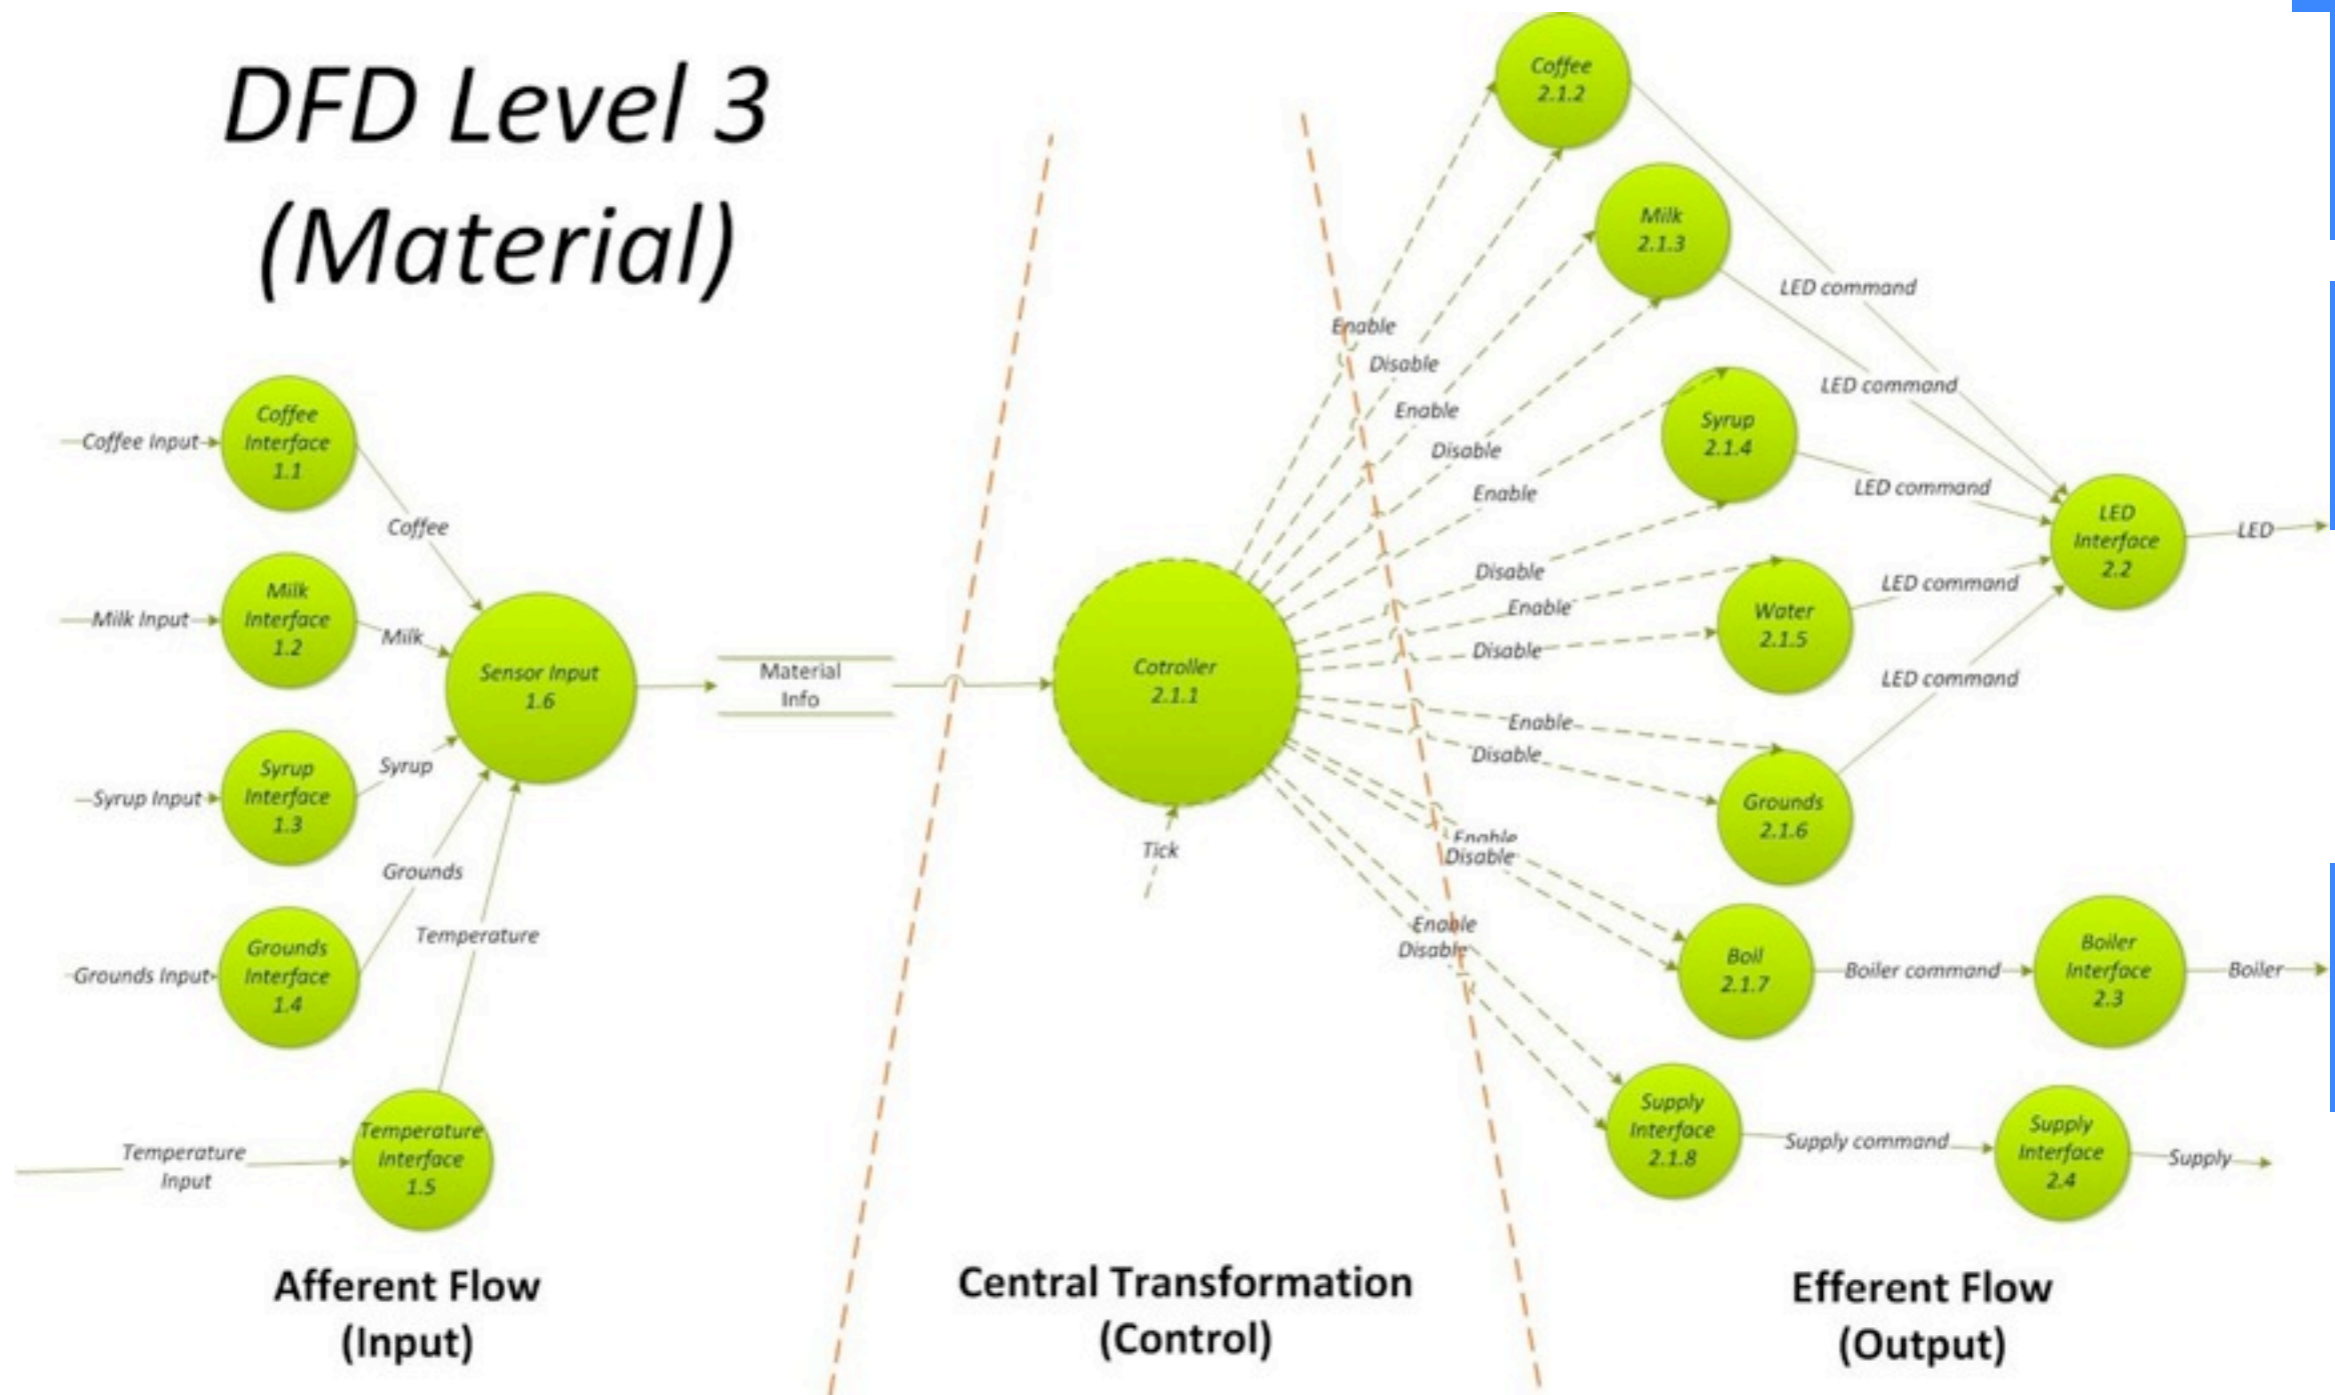 DFD Level 3
(Material)
Coffee Input
Coffee
Interface
1.1
Coffee
Milk Input
Milk
Interface
1.2
Milk
Syrup Input
Syrup
Interface
1.3
Syrup
Grounds Input
Grounds
Interface
1.4
Grounds
Temperature
Input
Temperature
Interface
1.5
Temperature
Sensor Input
1.6
Material
Info
Cotroller
2.1.1
Tick
Enable
Disable
Enable
Disable
Enable
Disable
Enable
Disable
Enable
Disable
Enable
Disable
Enable
Disable
Coffee
2.1.2
Milk
2.1.3
Syrup
2.1.4
Water
2.1.5
Grounds
2.1.6
Boil
2.1.7
Supply
Interface
2.1.8
LED command
LED command
LED command
LED command
LED command
LED
Interface
2.2
LED
Boiler command
Boiler
Interface
2.3
Boiler
Supply command
Supply
Interface
2.4
Supply
Afferent Flow
(Input)
Central Transformation
(Control)
Efferent Flow
(Output)